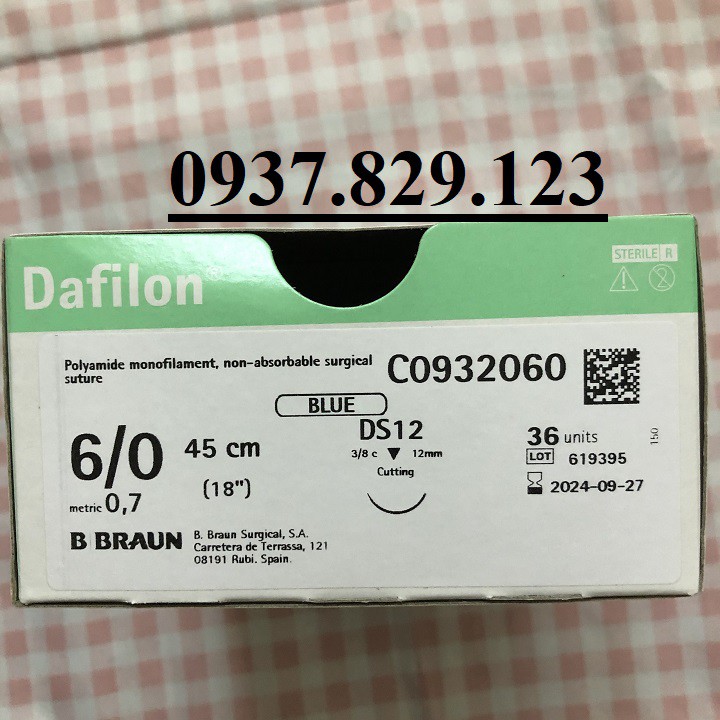 0937.829.123
Dafilon®
STERILE R
Polyamide monofilament, non-absorbable surgical
suture
C0932060
BLUE
6/0
45 cm
(18")
metric 0,7
DS12
3/8 c ▼ 12mm
Cutting
36 units
LOT 619395
2024-09-27
150
B BRAUN
B. Braun Surgical, S.A.
Carretera de Terrassa, 121
08191 Rubi. Spain.